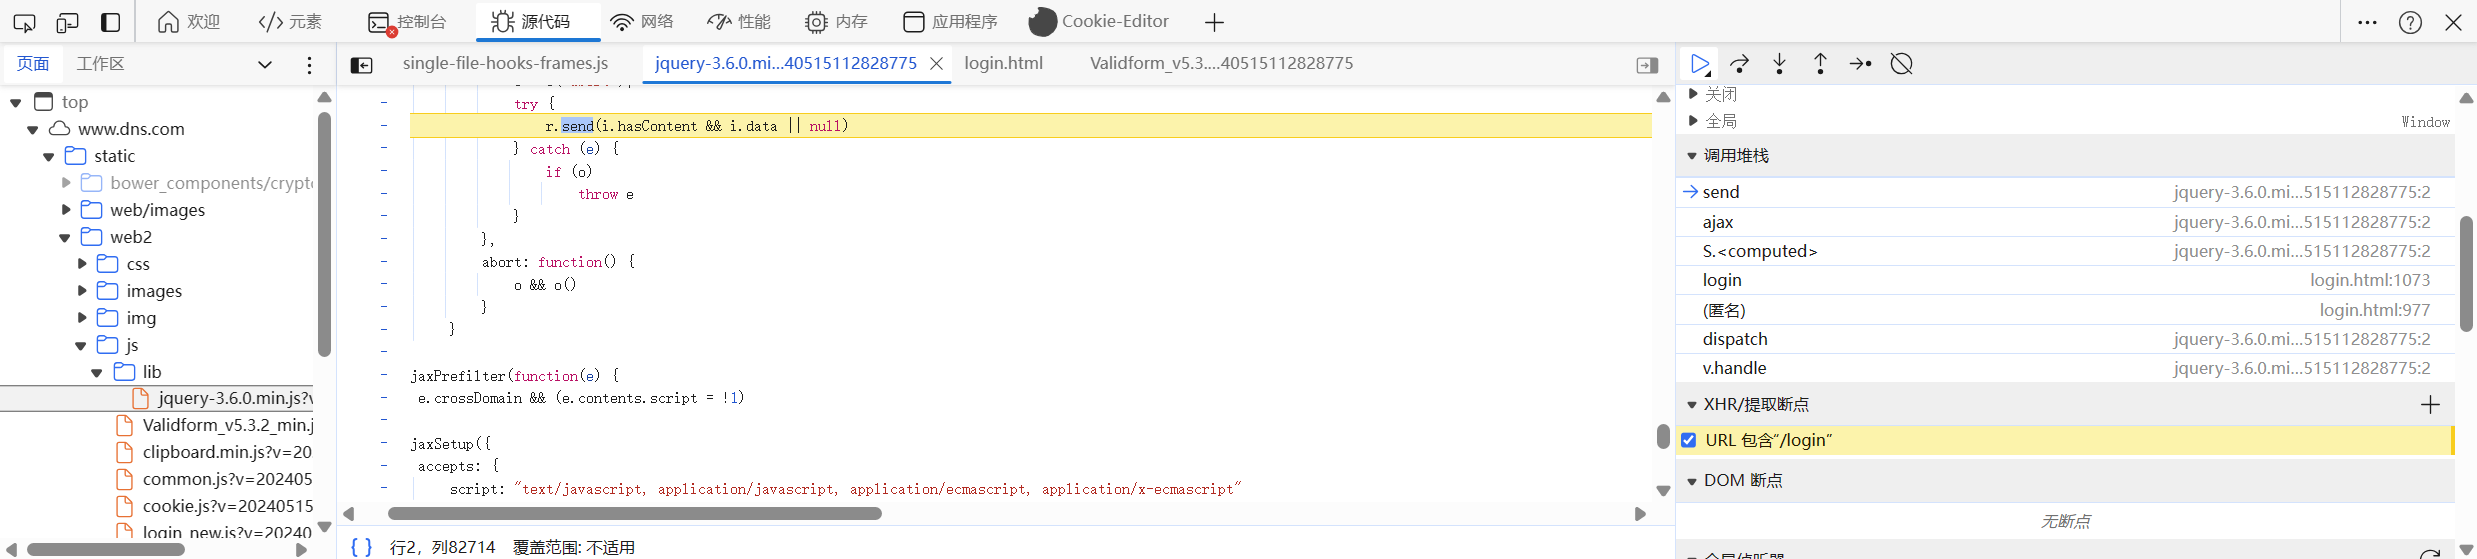 欢迎 元素 控制台 源代码 网络 性能 内存 应用程序 Cookie-Editor
页面 工作区
top
www.dns.com
static
bower_components/crypto
web/images
web2
css
images
img
js
lib
jquery-3.6.0.min.js?v
Validform_v5.3.2_min.j
clipboard.min.js?v=20
common.js?v=202405
cookie.js?v=20240515
login_new.js?v=20240
single-file-hooks-frames.js jquery-3.6.0.mi...40515112828775 login.html Validform_v5.3....40515112828775
try {
r.send(i.hasContent && i.data || null)
} catch (e) {
if (o)
throw e
}
},
abort: function() {
o && o()
}
}
jaxPrefilter(function(e) {
e.crossDomain && (e.contents.script = !1)
jaxSetup({
accepts: {
script: "text/javascript, application/javascript, application/ecmascript, application/x-ecmascript"
{ } 行2，列82714 覆盖范围: 不适用
关闭
全局 Window
调用堆栈
send jquery-3.6.0.mi...515112828775:2
ajax jquery-3.6.0.mi...515112828775:2
S.<computed> jquery-3.6.0.mi...515112828775:2
login login.html:1073
(匿名) login.html:977
dispatch jquery-3.6.0.mi...515112828775:2
v.handle jquery-3.6.0.mi...515112828775:2
XHR/提取断点
URL 包含"/login"
DOM 断点
无断点
全局侦听器